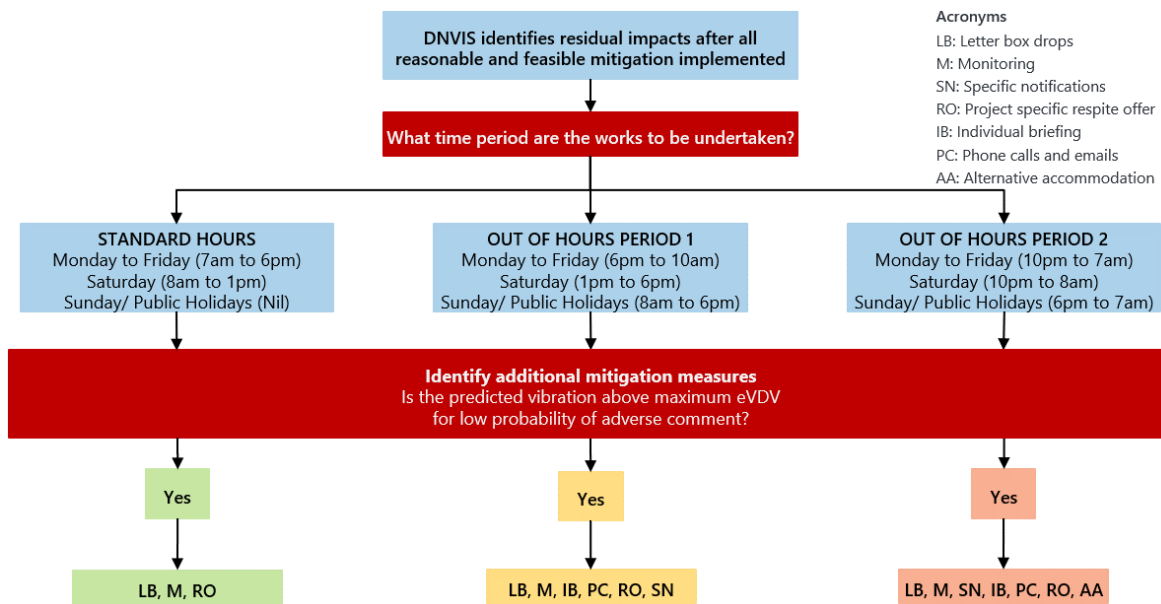 DNVIS identifies residual impacts after all
reasonable and feasible mitigation implemented
Acronyms
LB: Letter box drops
M: Monitoring
SN: Specific notifications
RO: Project specific respite offer
IB: Individual briefing
PC: Phone calls and emails
AA: Alternative accommodation
What time period are the works to be undertaken?
STANDARD HOURS
Monday to Friday (7am to 6pm)
Saturday (8am to 1pm)
Sunday/ Public Holidays (Nil)
OUT OF HOURS PERIOD 1
Monday to Friday (6pm to 10am)
Saturday (1pm to 6pm)
Sunday/ Public Holidays (8am to 6pm)
OUT OF HOURS PERIOD 2
Monday to Friday (10pm to 7am)
Saturday (10pm to 8am)
Sunday/ Public Holidays (6pm to 7am)
Identify additional mitigation measures
Is the predicted vibration above maximum eVDV
for low probability of adverse comment?
Yes
Yes
Yes
LB, M, RO
LB, M, IB, PC, RO, SN
LB, M, SN, IB, PC, RO, AA